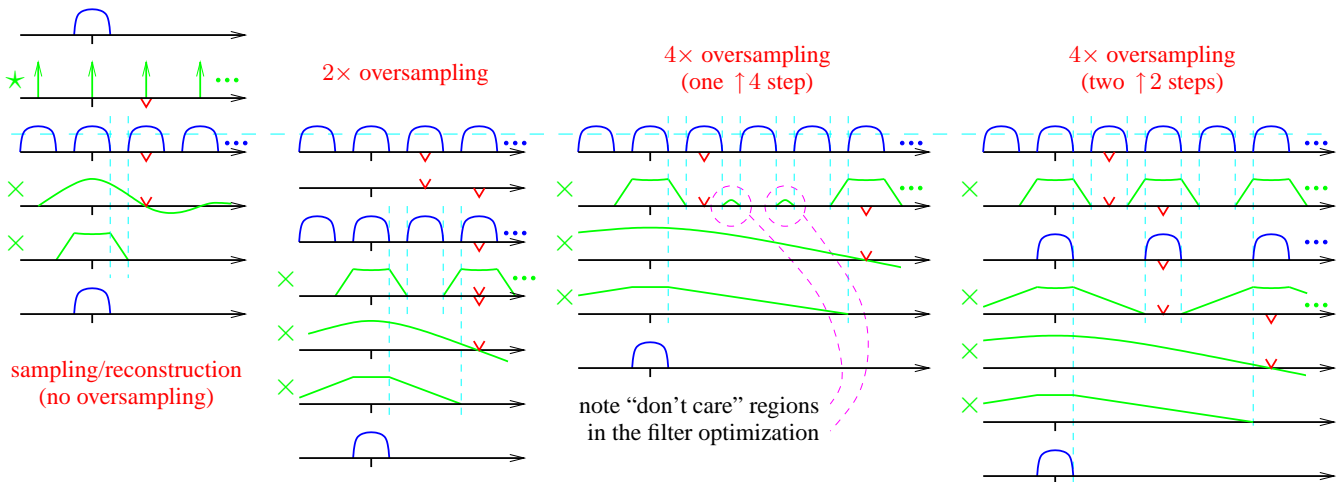 sampling/reconstruction
(no oversampling)
2× oversampling
4× oversampling
(one ↑4 step)
note “don’t care” regions
in the filter optimization
4× oversampling
(two ↑2 steps)